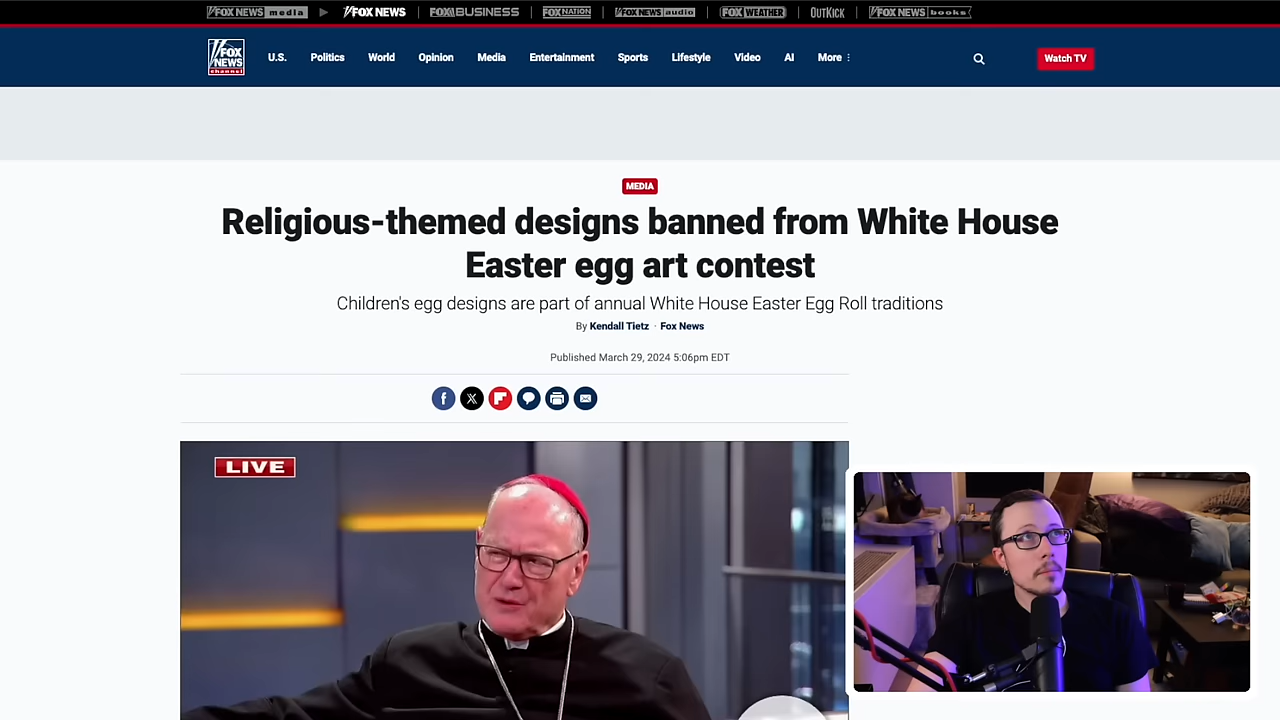 FOX NEWS media
FOX NEWS
FOX BUSINESS
FOX NATION
FOX NEWS audio
FOX WEATHER
OUTKICK
FOX NEWS books
FOX NEWS channel
U.S.
Politics
World
Opinion
Media
Entertainment
Sports
Lifestyle
Video
AI
More
Watch TV
MEDIA
Religious-themed designs banned from White House
Easter egg art contest
Children's egg designs are part of annual White House Easter Egg Roll traditions
By Kendall Tietz · Fox News
Published March 29, 2024 5:06pm EDT
LIVE